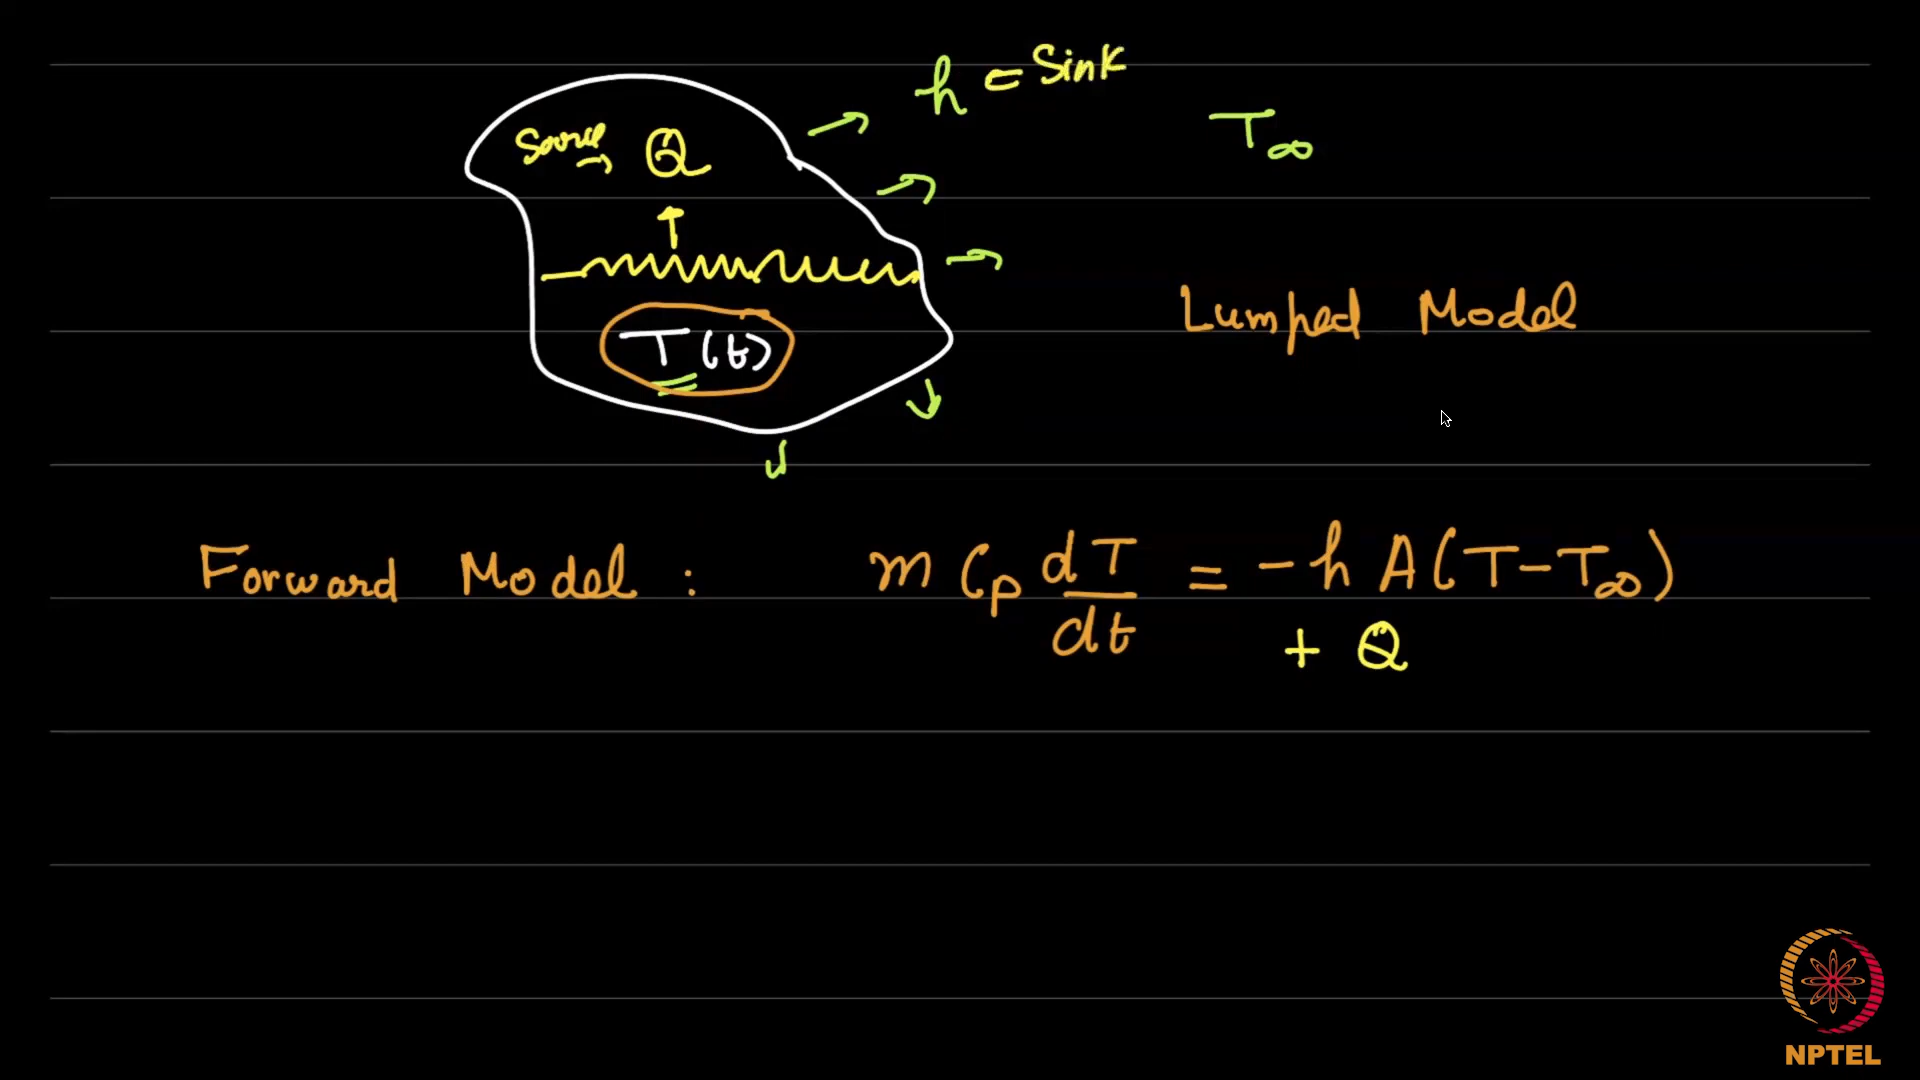 h = Sink
T∞
Source → Q
T(t)
Lumped Model
Forward Model : m Cp dT/dt = -h A(T-T∞)
+ Q
NPTEL